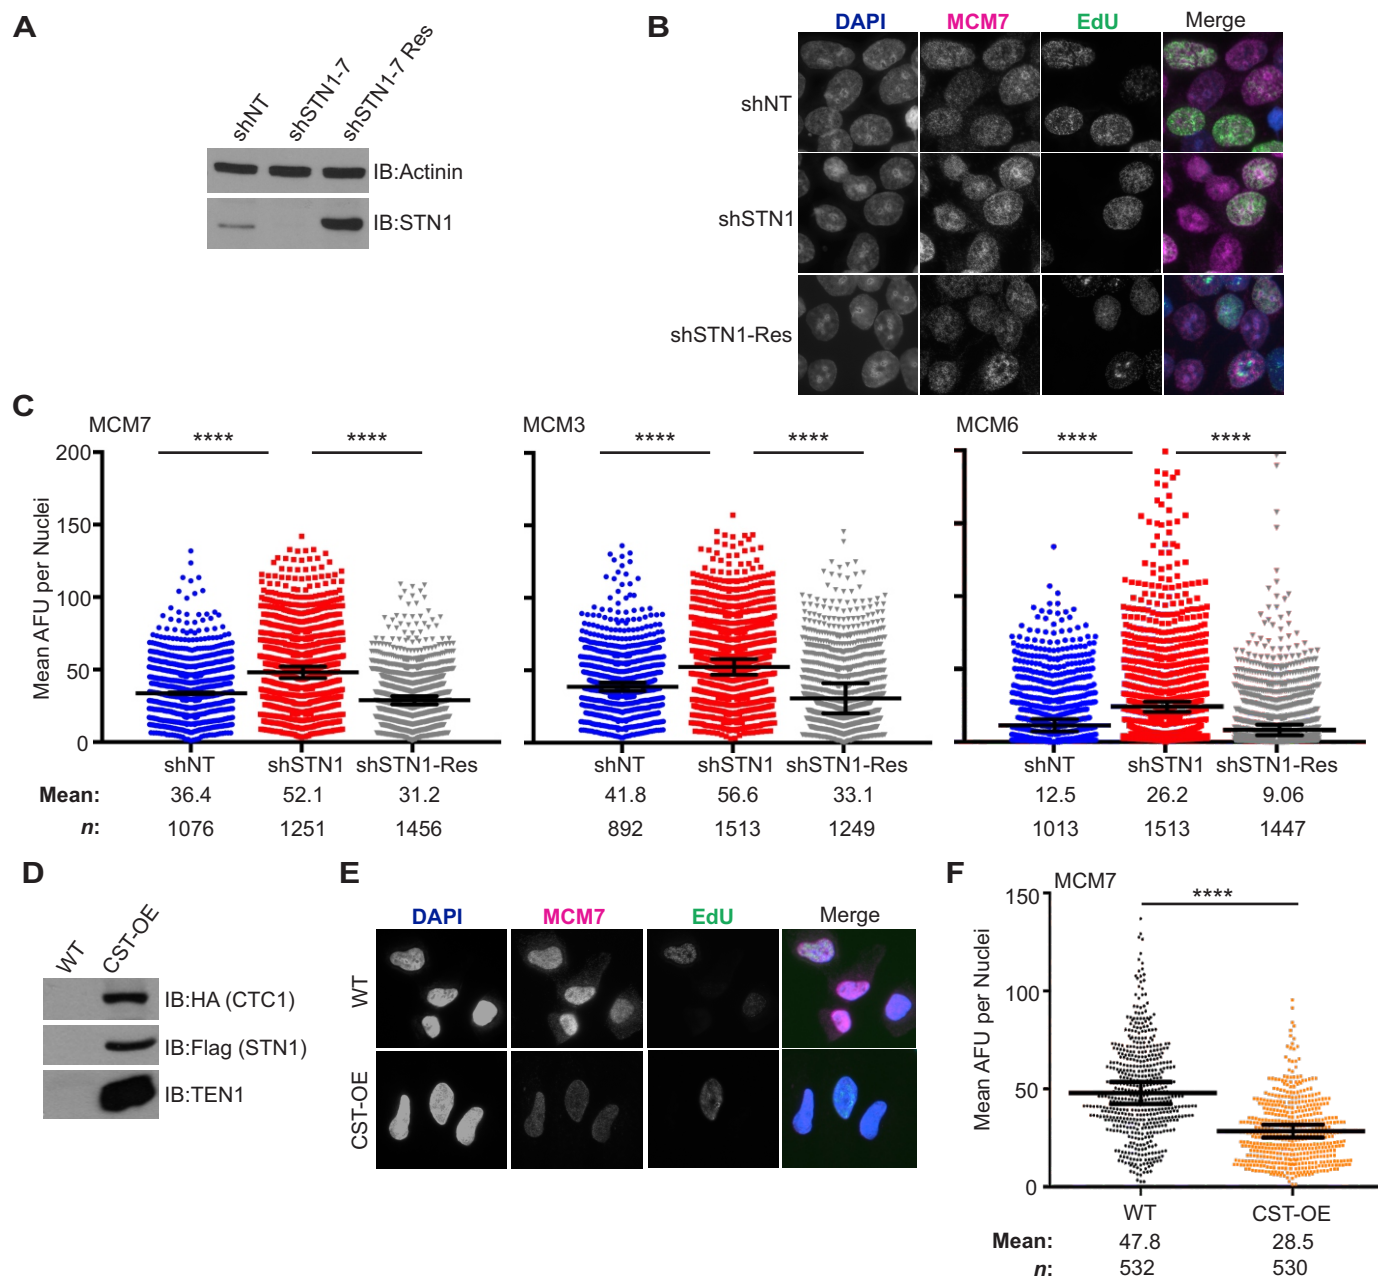 A
shNT
shSTN1-7
shSTN1-7 Res
IB:Actinin
IB:STN1
B
DAPI MCM7 EdU Merge
shNT
shSTN1
shSTN1-Res
C
MCM7
**** ****
Mean AFU per Nuclei
200
150
100
50
0
shNT shSTN1 shSTN1-Res
MCM3
**** ****
shNT shSTN1 shSTN1-Res
MCM6
**** ****
shNT shSTN1 shSTN1-Res
Mean: 36.4 52.1 31.2 41.8 56.6 33.1 12.5 26.2 9.06
n: 1076 1251 1456 892 1513 1249 1013 1513 1447
D
WT
CST-OE
IB:HA (CTC1)
IB:Flag (STN1)
IB:TEN1
E
DAPI MCM7 EdU Merge
WT
CST-OE
F
MCM7
****
Mean AFU per Nuclei
150
100
50
0
WT CST-OE
Mean: 47.8 28.5
n: 532 530